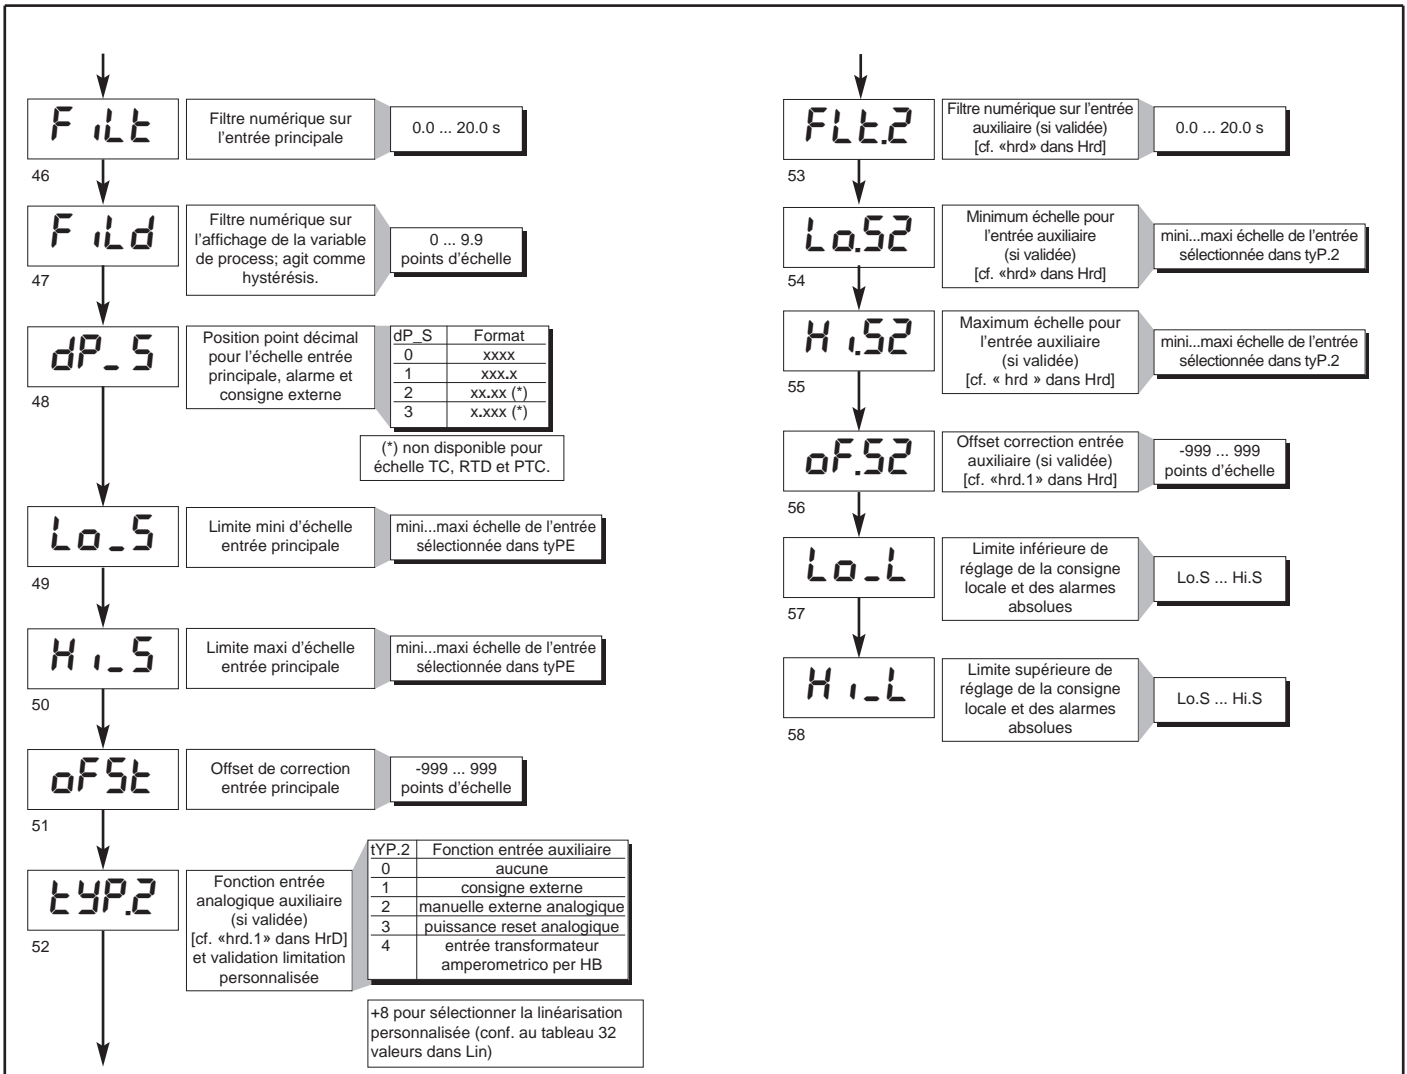 FiLt
46
Filtre numérique sur
l'entrée principale
0.0 ... 20.0 s
FiLd
47
Filtre numérique sur
l'affichage de la variable
de process; agit comme
hystérésis.
0 ... 9.9
points d'échelle
dP_S
48
Position point décimal
pour l'échelle entrée
principale, alarme et
consigne externe
dP_S Format
0 xxxx
1 xxx.x
2 xx.xx (*)
3 x.xxx (*)
(*) non disponible pour
échelle TC, RTD et PTC.
Lo_S
49
Limite mini d'échelle
entrée principale
mini...maxi échelle de l'entrée
sélectionnée dans tyPE
Hi_S
50
Limite maxi d'échelle
entrée principale
mini...maxi échelle de l'entrée
sélectionnée dans tyPE
oFSt
51
Offset de correction
entrée principale
-999 ... 999
points d'échelle
tYP.2
52
Fonction entrée
analogique auxiliaire
(si validée)
[cf. «hrd.1» dans HrD]
et validation limitation
personnalisée
tYP.2 Fonction entrée auxiliaire
0 aucune
1 consigne externe
2 manuelle externe analogique
3 puissance reset analogique
4 entrée transformateur
amperometrico per HB
+8 pour sélectionner la linéarisation
personnalisée (conf. au tableau 32
valeurs dans Lin)
FLt.2
53
Filtre numérique sur l'entrée
auxiliaire (si validée)
[cf. «hrd» dans Hrd]
0.0 ... 20.0 s
Lo.S2
54
Minimum échelle pour
l'entrée auxiliaire
(si validée)
[cf. «hrd» dans Hrd]
mini...maxi échelle de l'entrée
sélectionnée dans tyP.2
Hi.S2
55
Maximum échelle pour
l'entrée auxiliaire
(si validée)
[cf. « hrd » dans Hrd]
mini...maxi échelle de l'entrée
sélectionnée dans tyP.2
oF.S2
56
Offset correction entrée
auxiliaire (si validée)
[cf. «hrd.1» dans Hrd]
-999 ... 999
points d'échelle
Lo_L
57
Limite inférieure de
réglage de la consigne
locale et des alarmes
absolues
Lo.S ... Hi.S
Hi_L
58
Limite supérieure de
réglage de la consigne
locale et des alarmes
absolues
Lo.S ... Hi.S